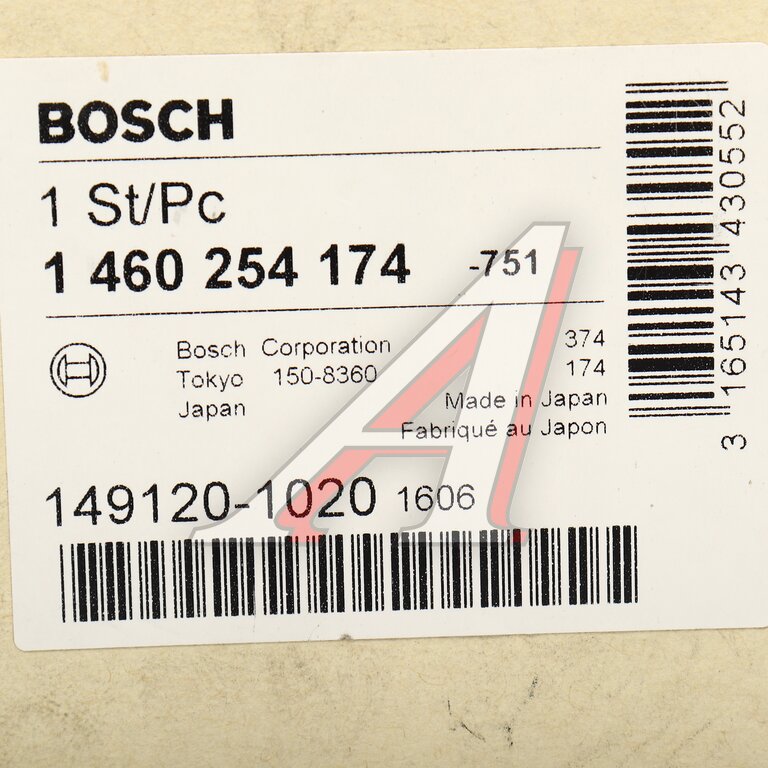 BOSCH
1 St/Pc
1 460 254 174 -751
Bosch Corporation
Tokyo 150-8360
Japan
374
174
Made in Japan
Fabriqué au Japon
149120-1020 1606
3 165143 430552